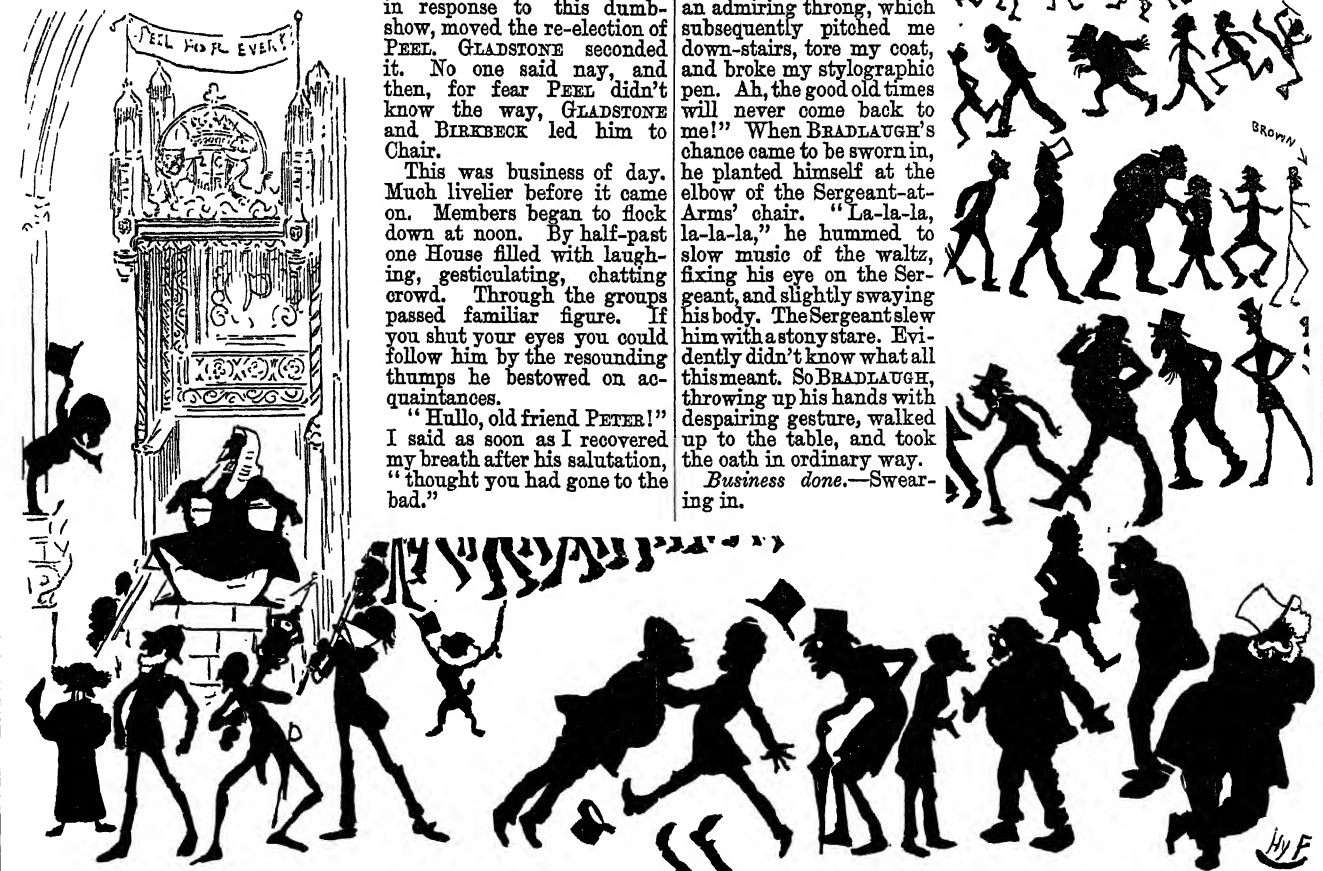 PEEL FOR EVER!
in response to this dumb-
show, moved the re-election of
PEEL. GLADSTONE seconded
it. No one said nay, and
then, for fear PEEL didn't
know the way, GLADSTONE
and BIRKBECK led him to
Chair.
This was business of day.
Much livelier before it came
on. Members began to flock
down at noon. By half-past
one House filled with laugh-
ing, gesticulating, chatting
crowd. Through the groups
passed familiar figure. If
you shut your eyes you could
follow him by the resounding
thumps he bestowed on ac-
quaintances.
"Hullo, old friend PETER!"
I said as soon as I recovered
my breath after his salutation,
"thought you had gone to the
bad."
an admiring throng, which
subsequently pitched me
down-stairs, tore my coat,
and broke my stylographic
pen. Ah, the good old times
will never come back to
me!" When BRADLAUGH's
chance came to be sworn in,
he planted himself at the
elbow of the Sergeant-at-
Arms' chair. "La-la-la,
la-la-la," he hummed to
slow music of the waltz,
fixing his eye on the Ser-
geant, and slightly swaying
his body. The Sergeant slew
him with a stony stare. Evi-
dently didn't know what all
this meant. So BRADLAUGH,
throwing up his hands with
despairing gesture, walked
up to the table, and took
the oath in ordinary way.
Business done.—Swear-
ing in.
BROWN
Hy F.